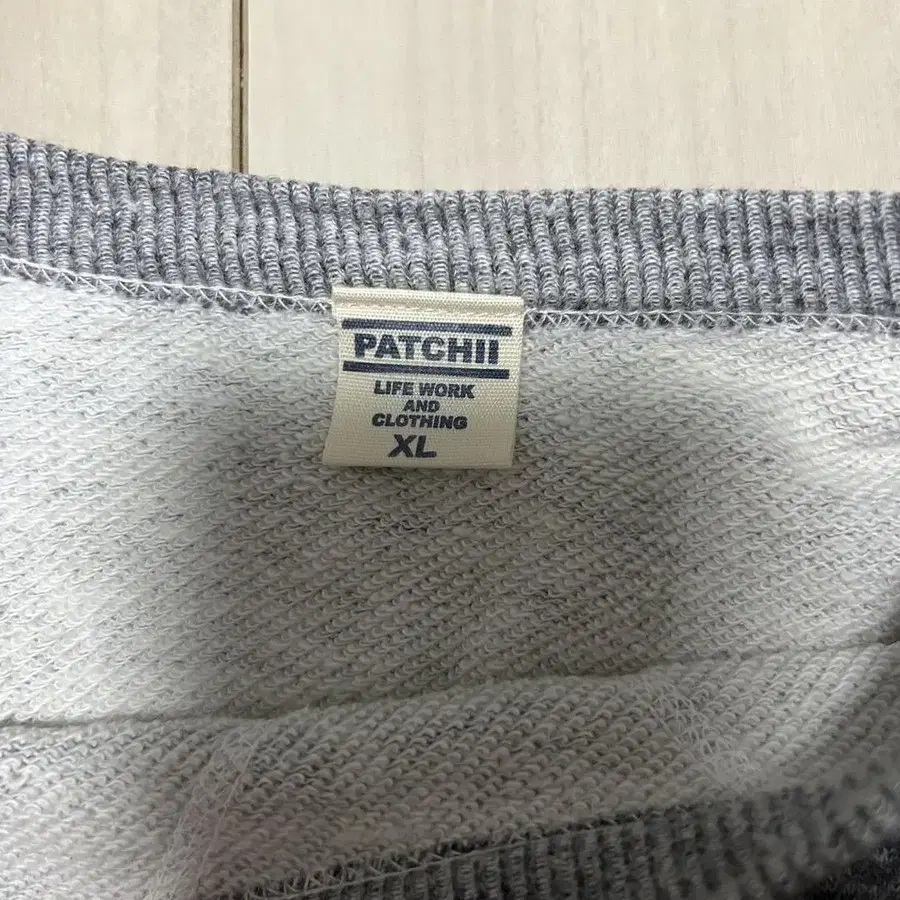 PATCHII
LIFE WORK
AND
CLOTHING
XL